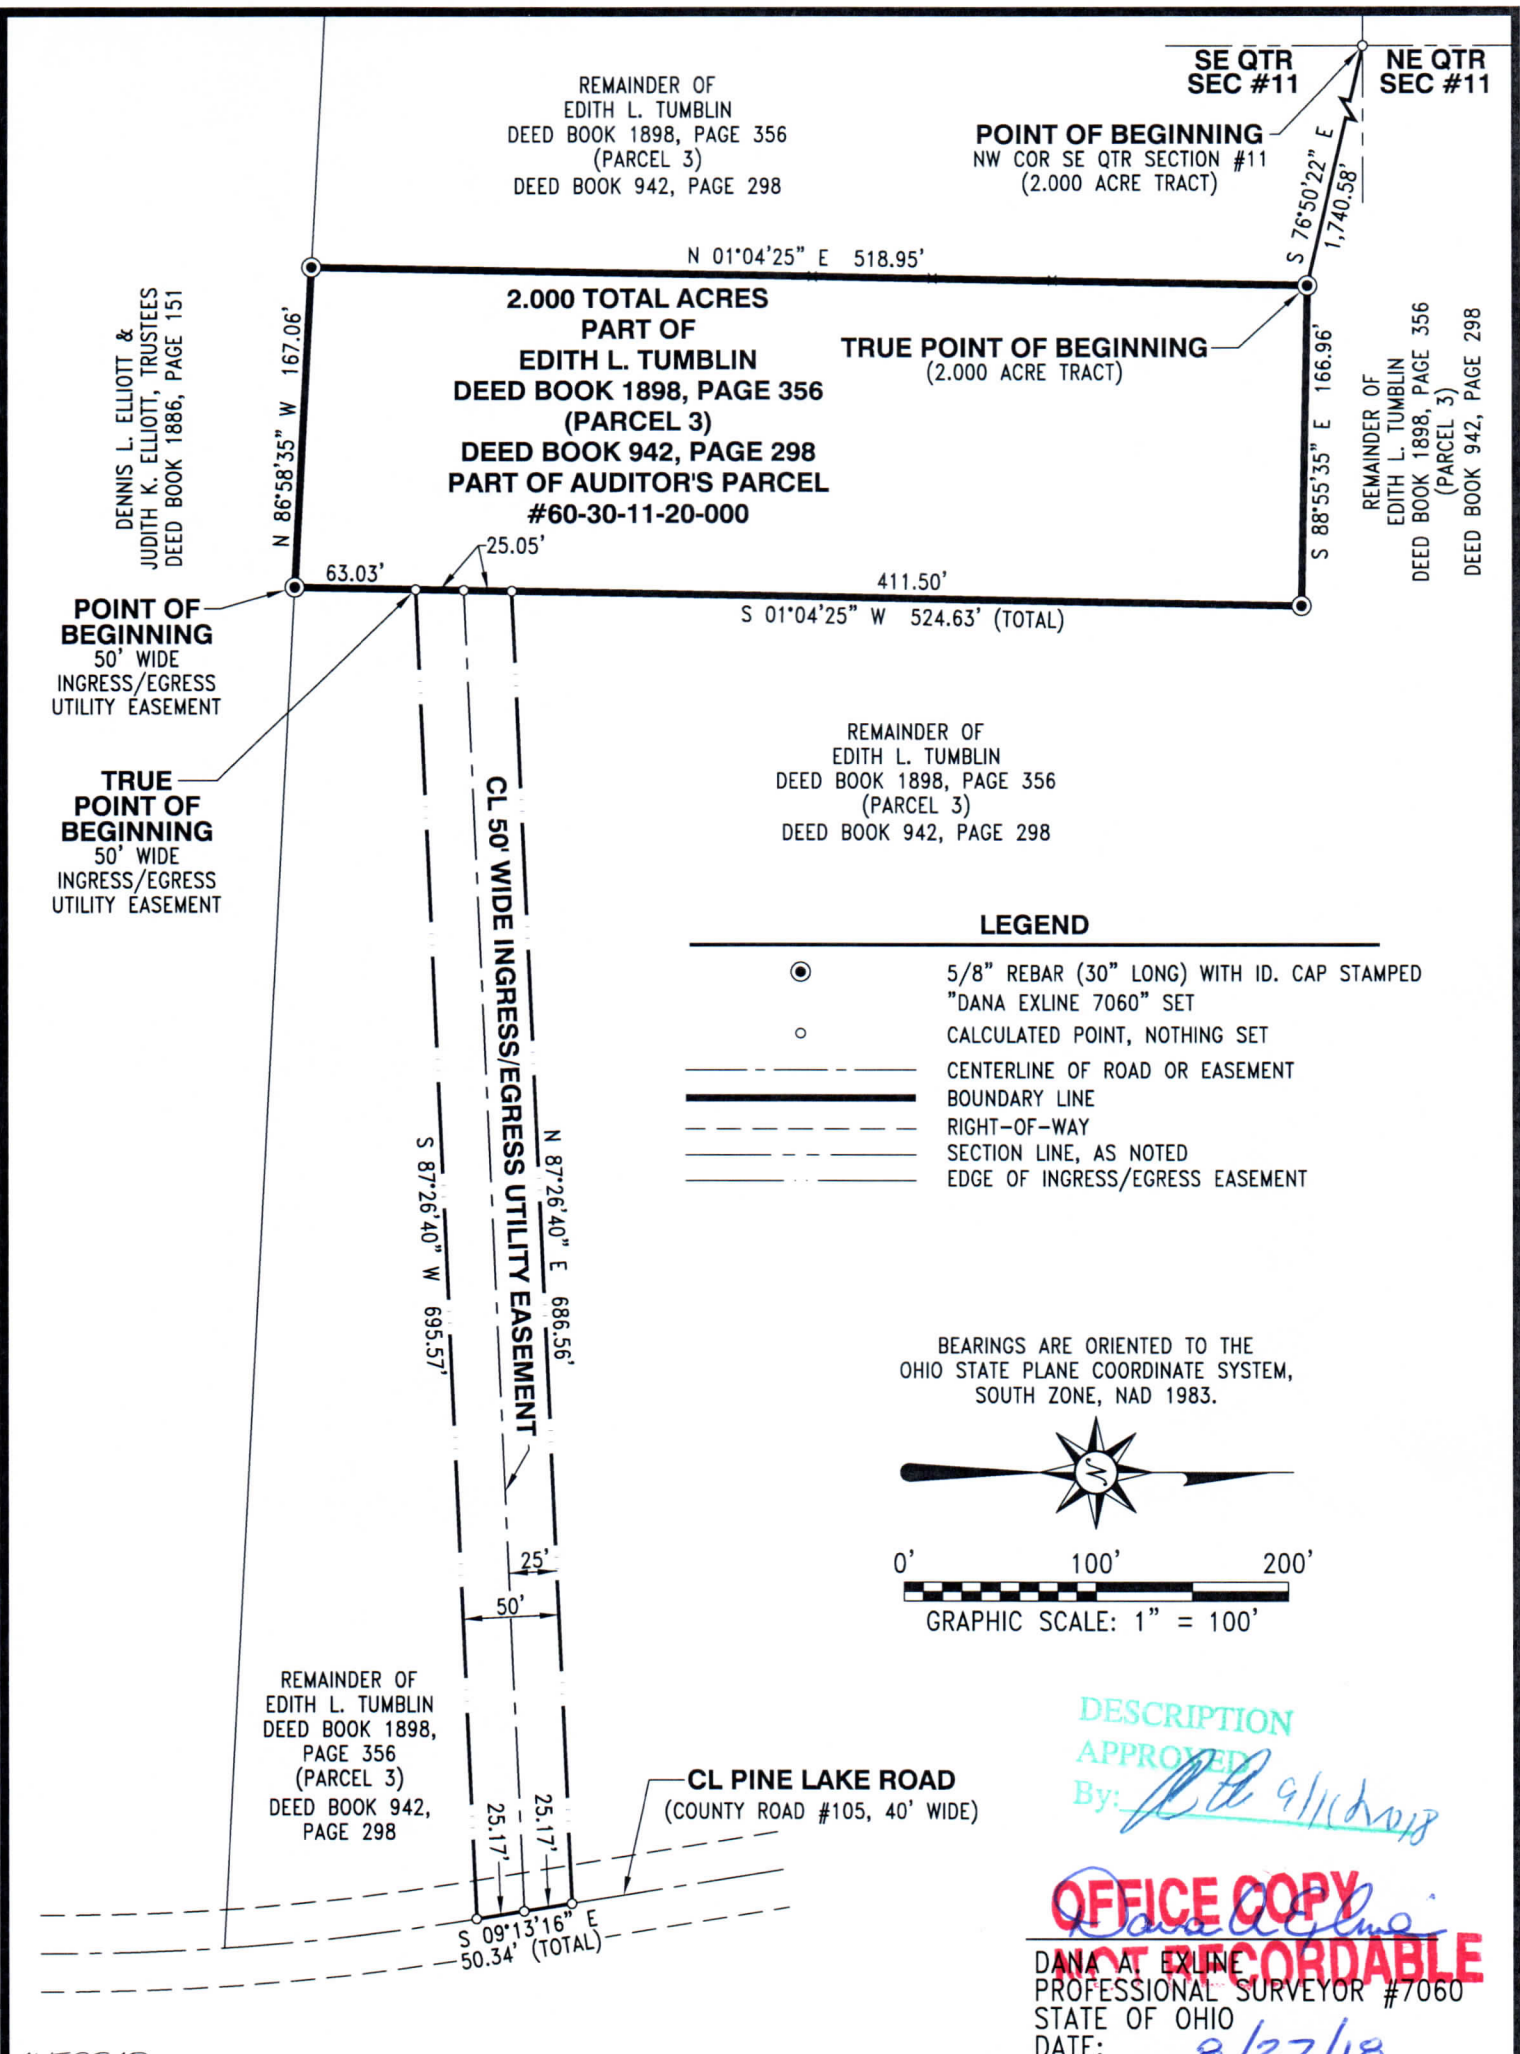 SE QTR
SEC #11
NE QTR
SEC #11
REMAINDER OF
EDITH L. TUMBLIN
DEED BOOK 1898, PAGE 356
(PARCEL 3)
DEED BOOK 942, PAGE 298
POINT OF BEGINNING
NW COR SE QTR SECTION #11
(2.000 ACRE TRACT)
S 76°50'22" E
1,740.58'
N 01°04'25" E 518.95'
2.000 TOTAL ACRES
PART OF
EDITH L. TUMBLIN
DEED BOOK 1898, PAGE 356
(PARCEL 3)
DEED BOOK 942, PAGE 298
PART OF AUDITOR'S PARCEL
#60-30-11-20-000
TRUE POINT OF BEGINNING
(2.000 ACRE TRACT)
DENNIS L. ELLIOTT &
JUDITH K. ELLIOTT, TRUSTEES
DEED BOOK 1886, PAGE 151
N 86°58'35" W 167.06'
S 88°55'35" E 166.96'
REMAINDER OF
EDITH L. TUMBLIN
DEED BOOK 1898, PAGE 356
(PARCEL 3)
DEED BOOK 942, PAGE 298
63.03'
25.05'
411.50'
S 01°04'25" W 524.63' (TOTAL)
POINT OF
BEGINNING
50' WIDE
INGRESS/EGRESS
UTILITY EASEMENT
TRUE
POINT OF
BEGINNING
50' WIDE
INGRESS/EGRESS
UTILITY EASEMENT
REMAINDER OF
EDITH L. TUMBLIN
DEED BOOK 1898, PAGE 356
(PARCEL 3)
DEED BOOK 942, PAGE 298
CL 50' WIDE INGRESS/EGRESS UTILITY EASEMENT
S 87°26'40" W 695.57'
N 87°26'40" E 686.56'
LEGEND
5/8" REBAR (30" LONG) WITH ID. CAP STAMPED
"DANA EXLINE 7060" SET
CALCULATED POINT, NOTHING SET
CENTERLINE OF ROAD OR EASEMENT
BOUNDARY LINE
RIGHT-OF-WAY
SECTION LINE, AS NOTED
EDGE OF INGRESS/EGRESS EASEMENT
BEARINGS ARE ORIENTED TO THE
OHIO STATE PLANE COORDINATE SYSTEM,
SOUTH ZONE, NAD 1983.
N
0' 100' 200'
GRAPHIC SCALE: 1" = 100'
25'
50'
REMAINDER OF
EDITH L. TUMBLIN
DEED BOOK 1898,
PAGE 356
(PARCEL 3)
DEED BOOK 942,
PAGE 298
25.17'
25.17'
CL PINE LAKE ROAD
(COUNTY ROAD #105, 40' WIDE)
S 09°13'16" E
50.34' (TOTAL)
DESCRIPTION
APPROVED
By:
OFFICE COPY
Dana A Exline
NOT RECORDABLE
DANA A. EXLINE
PROFESSIONAL SURVEYOR #7060
STATE OF OHIO
DATE: 8/27/18